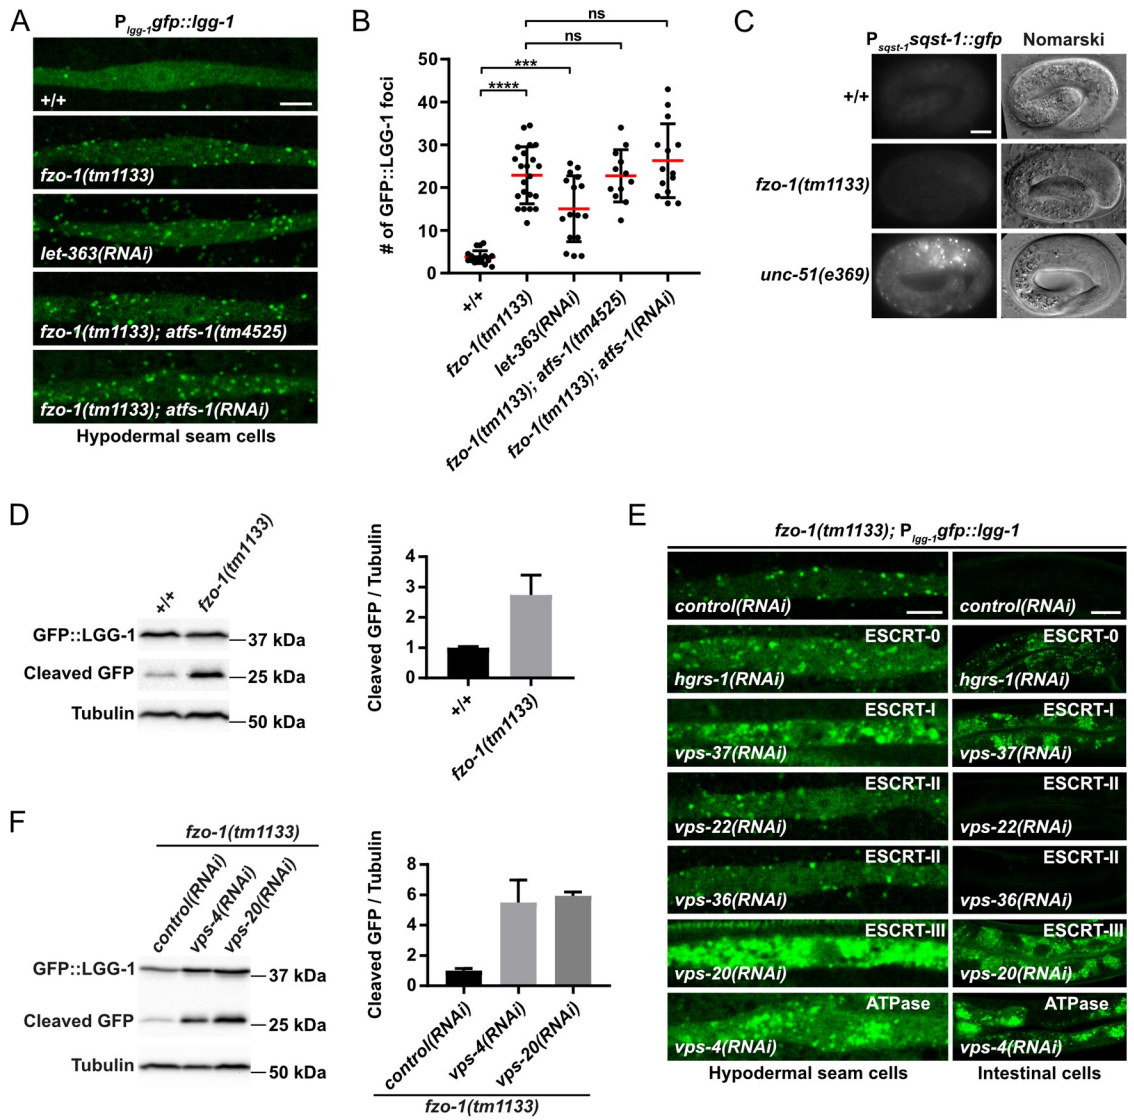 A
P_lgg-1 gfp::lgg-1
+/+
fzo-1(tm1133)
let-363(RNAi)
fzo-1(tm1133); atfs-1(tm4525)
fzo-1(tm1133); atfs-1(RNAi)
Hypodermal seam cells
B
ns
ns
***
****
# of GFP::LGG-1 foci
50
40
30
20
10
0
+/+
fzo-1(tm1133)
let-363(RNAi)
fzo-1(tm1133); atfs-1(tm4525)
fzo-1(tm1133); atfs-1(RNAi)
C
P_sqst-1 sqst-1::gfp Nomarski
+/+
fzo-1(tm1133)
unc-51(e369)
D
+/+ fzo-1(tm1133)
GFP::LGG-1 37 kDa
Cleaved GFP 25 kDa
Tubulin 50 kDa
Cleaved GFP / Tubulin
4
3
2
1
0
+/+
fzo-1(tm1133)
E
fzo-1(tm1133); P_lgg-1 gfp::lgg-1
control(RNAi) control(RNAi)
ESCRT-0 ESCRT-0
hgrs-1(RNAi) hgrs-1(RNAi)
ESCRT-I ESCRT-I
vps-37(RNAi) vps-37(RNAi)
ESCRT-II ESCRT-II
vps-22(RNAi) vps-22(RNAi)
ESCRT-II ESCRT-II
vps-36(RNAi) vps-36(RNAi)
ESCRT-III ESCRT-III
vps-20(RNAi) vps-20(RNAi)
ATPase ATPase
vps-4(RNAi) vps-4(RNAi)
Hypodermal seam cells Intestinal cells
F
fzo-1(tm1133)
control(RNAi) vps-4(RNAi) vps-20(RNAi)
GFP::LGG-1 37 kDa
Cleaved GFP 25 kDa
Tubulin 50 kDa
Cleaved GFP / Tubulin
8
6
4
2
0
control(RNAi)
vps-4(RNAi)
vps-20(RNAi)
fzo-1(tm1133)